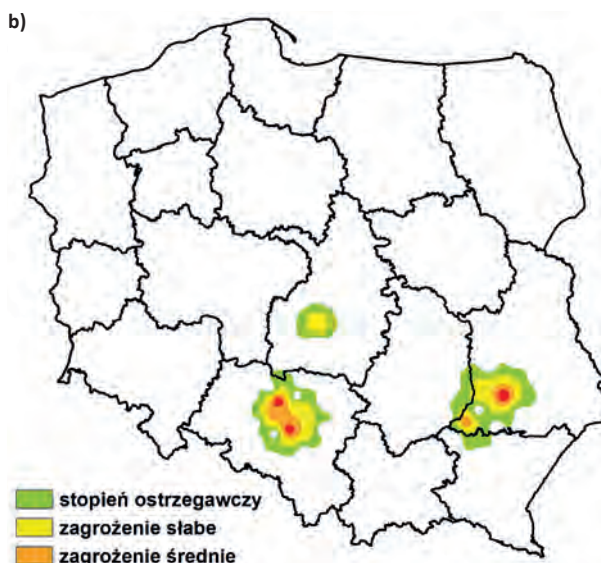 b)
stopień ostrzegawczy
zagrożenie słabe
zagrożenie średnie